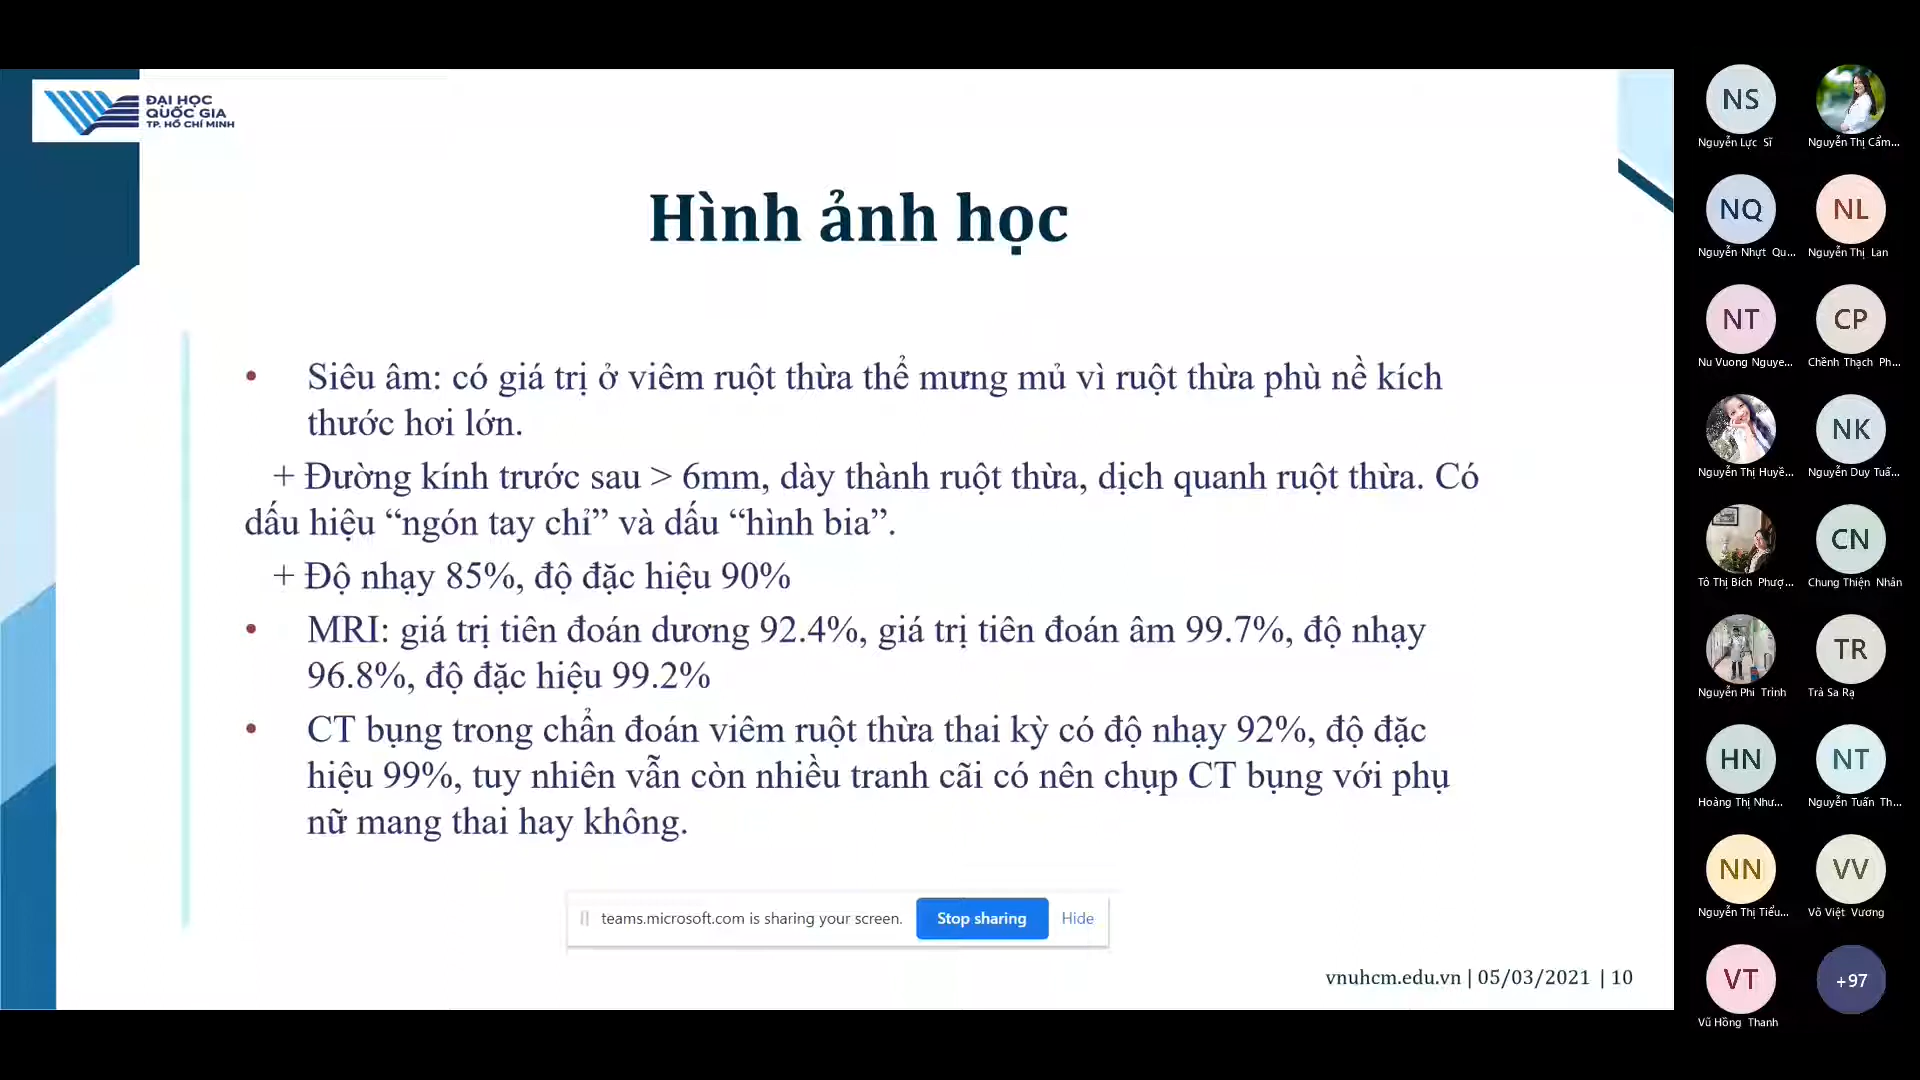 ĐẠI HỌC
QUỐC GIA
TP. HỒ CHÍ MINH
Hình ảnh học
• Siêu âm: có giá trị ở viêm ruột thừa thể mưng mủ vì ruột thừa phù nề kích
thước hơi lớn.
+ Đường kính trước sau > 6mm, dày thành ruột thừa, dịch quanh ruột thừa. Có
dấu hiệu “ngón tay chỉ” và dấu “hình bia”.
+ Độ nhạy 85%, độ đặc hiệu 90%
• MRI: giá trị tiên đoán dương 92.4%, giá trị tiên đoán âm 99.7%, độ nhạy
96.8%, độ đặc hiệu 99.2%
• CT bụng trong chẩn đoán viêm ruột thừa thai kỳ có độ nhạy 92%, độ đặc
hiệu 99%, tuy nhiên vẫn còn nhiều tranh cãi có nên chụp CT bụng với phụ
nữ mang thai hay không.
teams.microsoft.com is sharing your screen. Stop sharing Hide
vnuhcm.edu.vn | 05/03/2021 | 10
NS
Nguyễn Lực Sĩ
Nguyễn Thị Cẩm...
NQ NL
Nguyễn Nhựt Qu... Nguyễn Thị Lan
NT CP
Nu Vuong Nguye... Chềnh Thạch Ph...
NK
Nguyễn Thị Huyề... Nguyễn Duy Tuấ...
CN
Tô Thị Bích Phượ... Chung Thiện Nhân
TR
Nguyễn Phi Trinh Trà Sa Rạ
HN NT
Hoàng Thị Như... Nguyễn Tuấn Th...
NN VV
Nguyễn Thị Tiểu... Võ Việt Vương
VT +97
Vũ Hồng Thanh